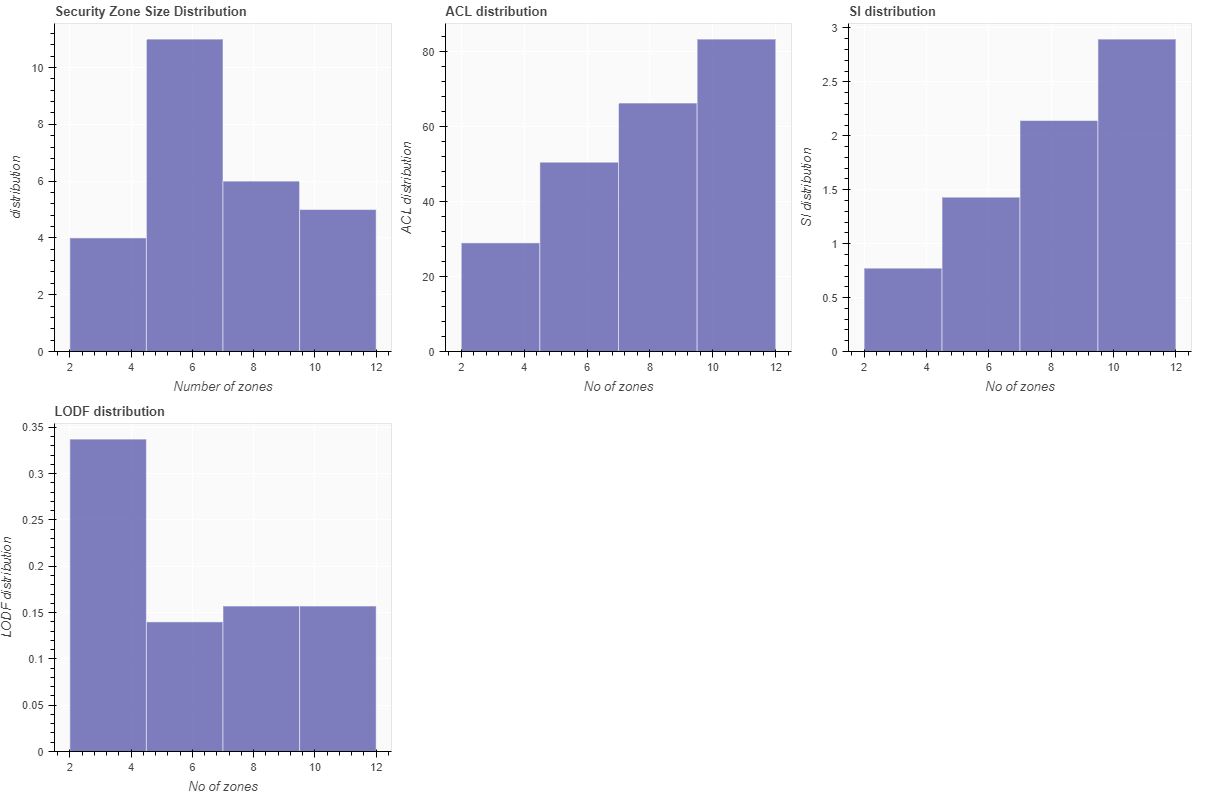 Security Zone Size Distribution
distribution
10
8
6
4
2
0
2 4 6 8 10 12
Number of zones
ACL distribution
ACL distribution
80
60
40
20
0
2 4 6 8 10 12
No of zones
SI distribution
SI distribution
3
2.5
2
1.5
1
0.5
0
2 4 6 8 10 12
No of zones
LODF distribution
LODF distribution
0.35
0.3
0.25
0.2
0.15
0.1
0.05
0
2 4 6 8 10 12
No of zones